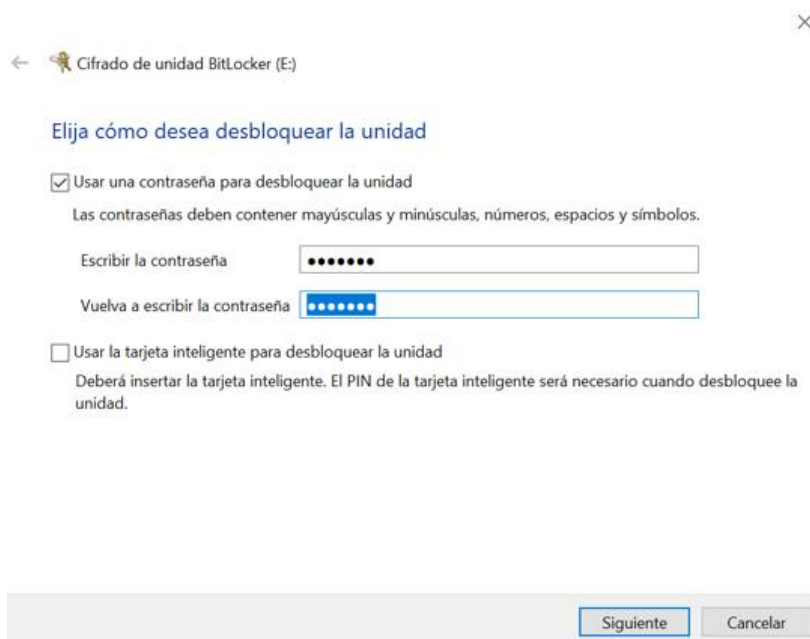 Cifrado de unidad BitLocker (E:)
Elija cómo desea desbloquear la unidad
Usar una contraseña para desbloquear la unidad
Las contraseñas deben contener mayúsculas y minúsculas, números, espacios y símbolos.
Escribir la contraseña •••••••
Vuelva a escribir la contraseña •••••••
Usar la tarjeta inteligente para desbloquear la unidad
Deberá insertar la tarjeta inteligente. El PIN de la tarjeta inteligente será necesario cuando desbloquee la
unidad.
Siguiente Cancelar